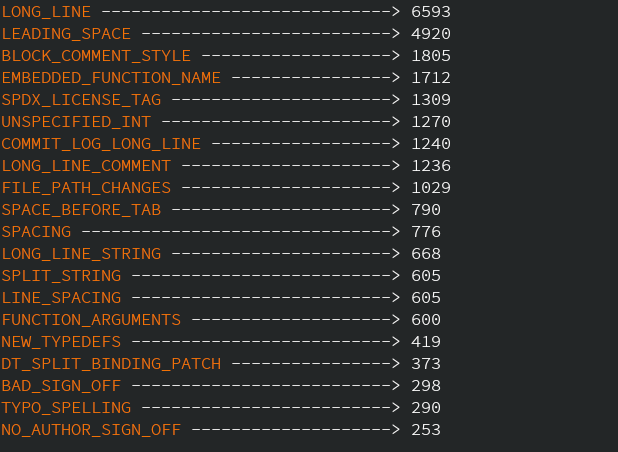 LONG_LINE -----------------------------> 6593
LEADING_SPACE -------------------------> 4920
BLOCK_COMMENT_STYLE -------------------> 1805
EMBEDDED_FUNCTION_NAME ----------------> 1712
SPDX_LICENSE_TAG ----------------------> 1309
UNSPECIFIED_INT -----------------------> 1270
COMMIT_LOG_LONG_LINE ------------------> 1240
LONG_LINE_COMMENT ---------------------> 1236
FILE_PATH_CHANGES ---------------------> 1029
SPACE_BEFORE_TAB ----------------------> 790
SPACING -------------------------------> 776
LONG_LINE_STRING ----------------------> 668
SPLIT_STRING --------------------------> 605
LINE_SPACING --------------------------> 605
FUNCTION_ARGUMENTS --------------------> 600
NEW_TYPEDEFS --------------------------> 419
DT_SPLIT_BINDING_PATCH ----------------> 373
BAD_SIGN_OFF --------------------------> 298
TYPO_SPELLING -------------------------> 290
NO_AUTHOR_SIGN_OFF --------------------> 253